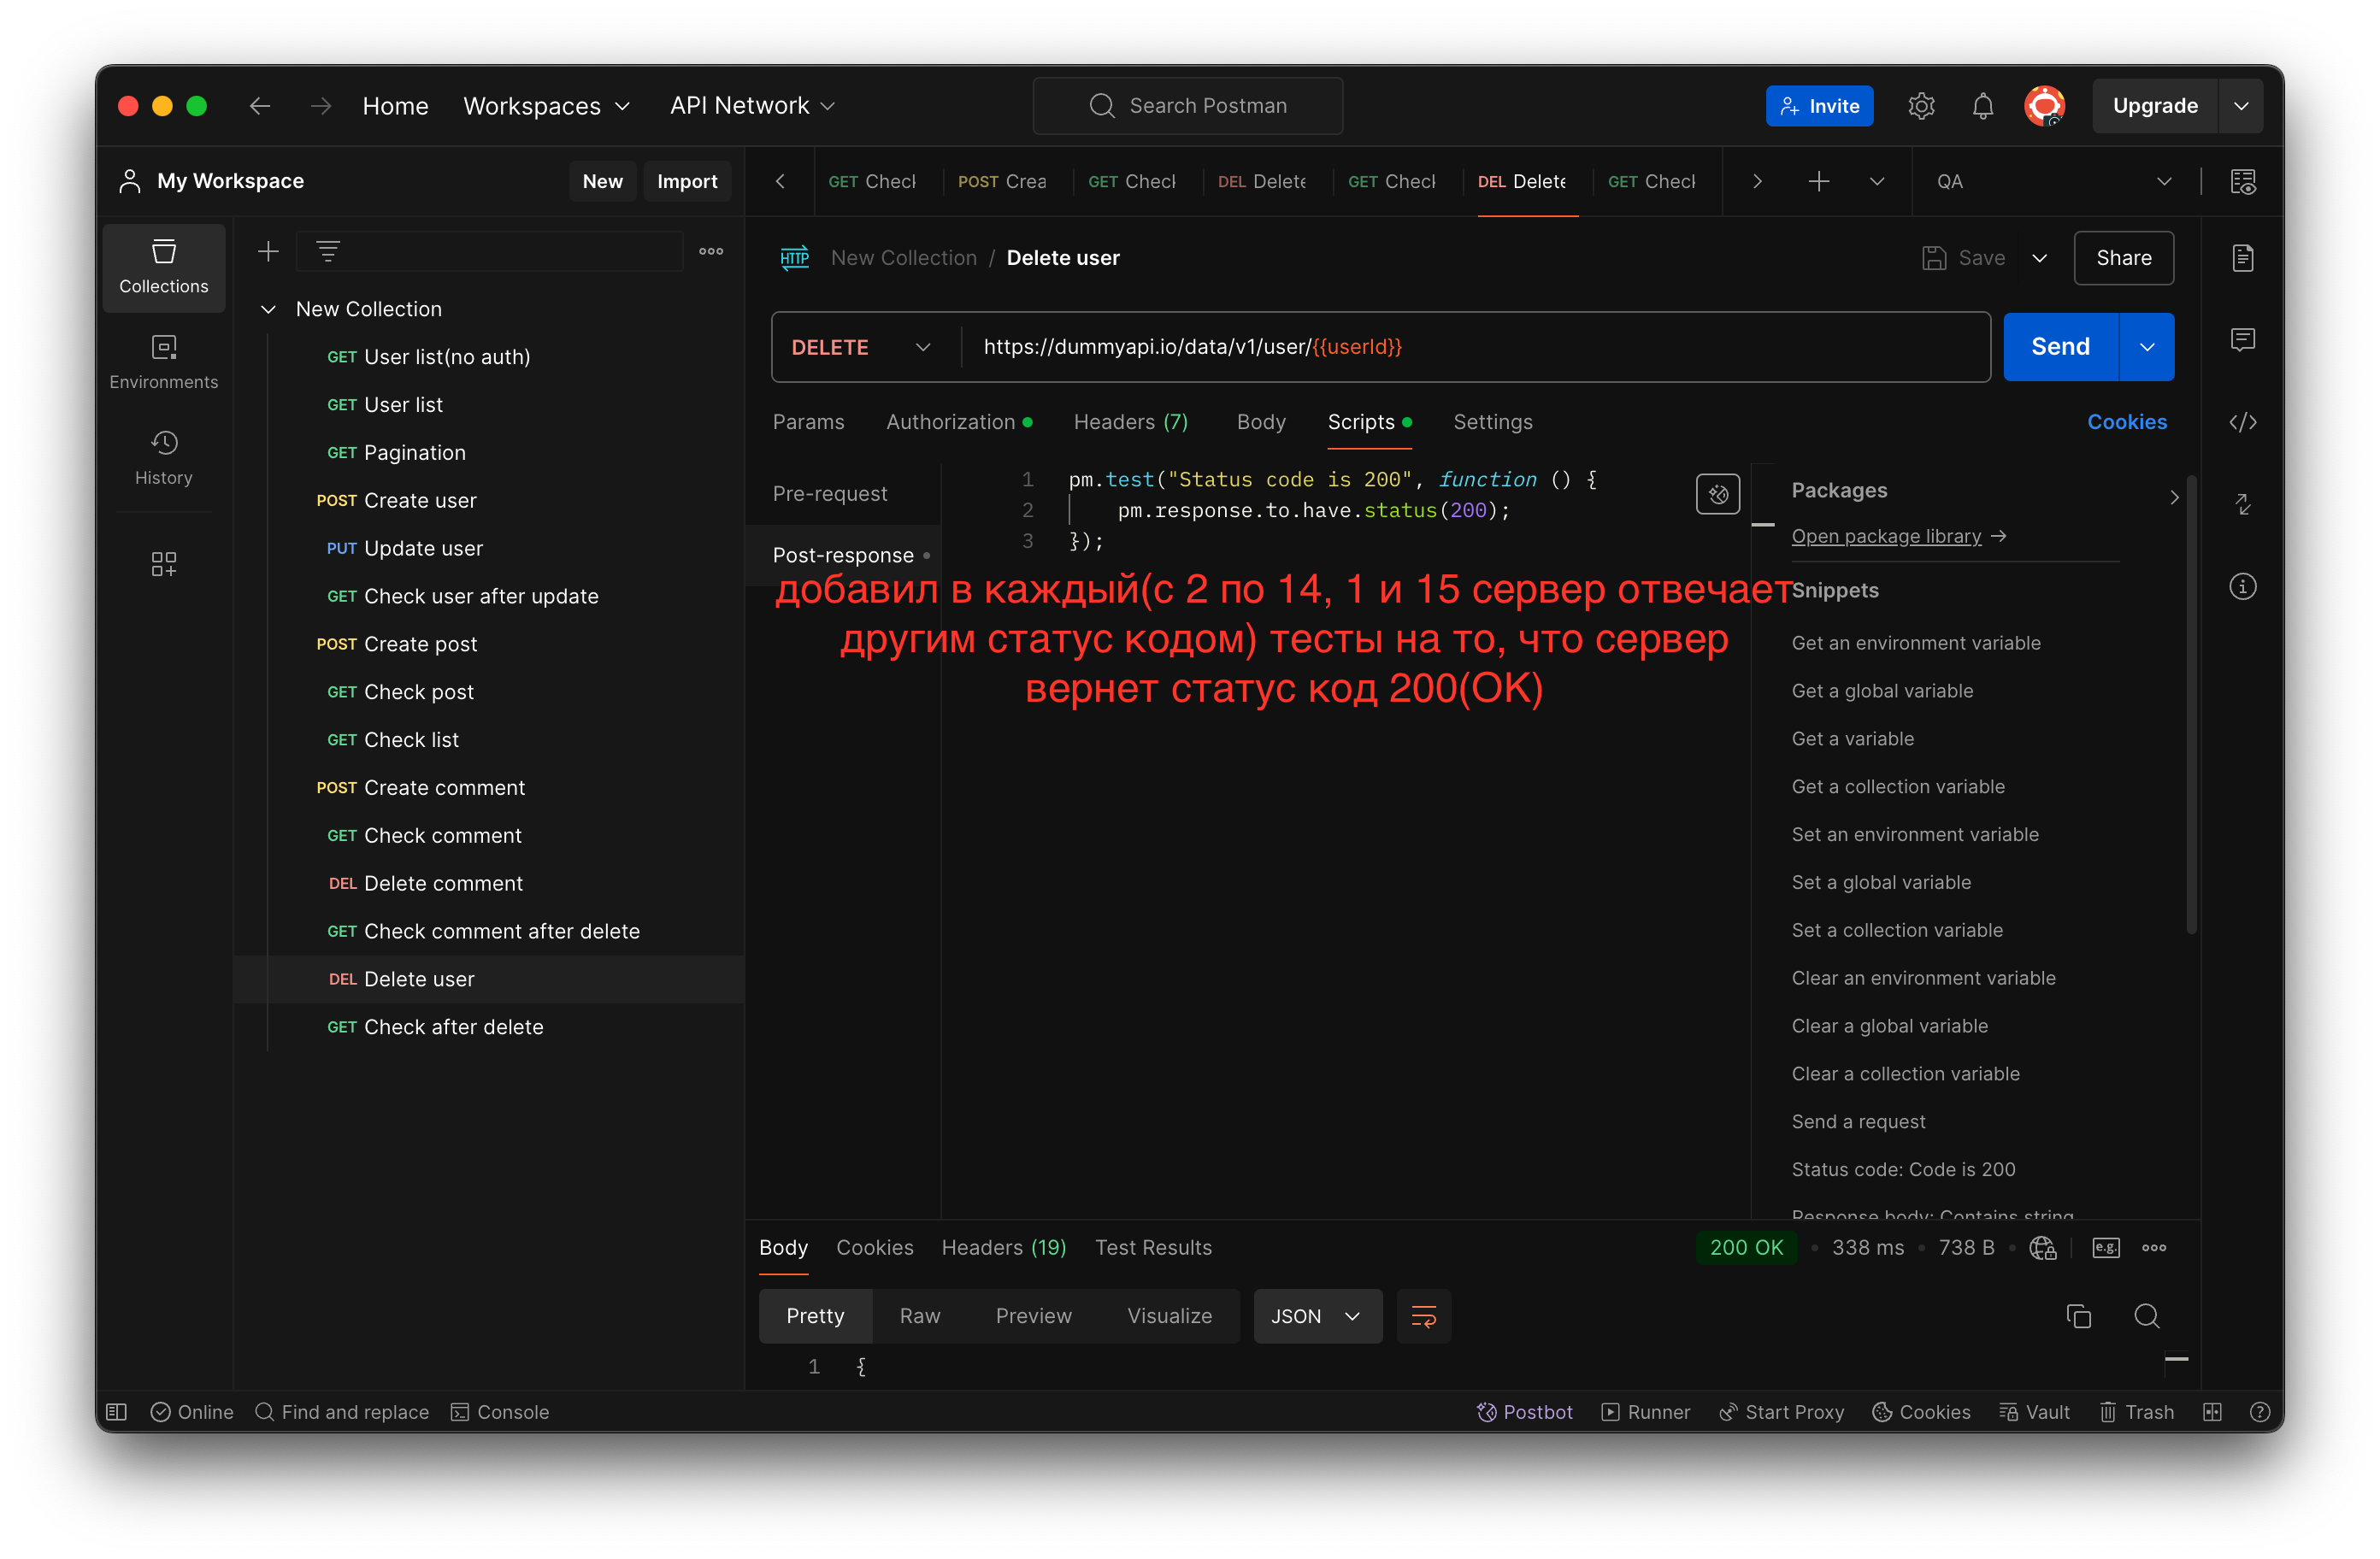 Home
Workspaces
API Network
Search Postman
Invite
Upgrade
My Workspace
New
Import
GET Check
POST Crea
GET Check
DEL Delete
GET Check
DEL Delete
GET Check
QA
Collections
Environments
History
New Collection
GET User list(no auth)
GET User list
GET Pagination
POST Create user
PUT Update user
GET Check user after update
POST Create post
GET Check post
GET Check list
POST Create comment
GET Check comment
DEL Delete comment
GET Check comment after delete
DEL Delete user
GET Check after delete
HTTP New Collection / Delete user
Save
Share
DELETE
https://dummyapi.io/data/v1/user/{{userId}}
Send
Params
Authorization
Headers (7)
Body
Scripts
Settings
Cookies
Pre-request
Post-response
1 pm.test("Status code is 200", function () {
2 pm.response.to.have.status(200);
3 });
добавил в каждый(с 2 по 14, 1 и 15 сервер отвечает
другим статус кодом) тесты на то, что сервер
вернет статус код 200(OK)
Packages
Open package library →
Snippets
Get an environment variable
Get a global variable
Get a variable
Get a collection variable
Set an environment variable
Set a global variable
Set a collection variable
Clear an environment variable
Clear a global variable
Clear a collection variable
Send a request
Status code: Code is 200
Response body: Contains string
Body
Cookies
Headers (19)
Test Results
200 OK
338 ms
738 B
e.g.
Pretty
Raw
Preview
Visualize
JSON
1 {
Online
Find and replace
Console
Postbot
Runner
Start Proxy
Cookies
Vault
Trash